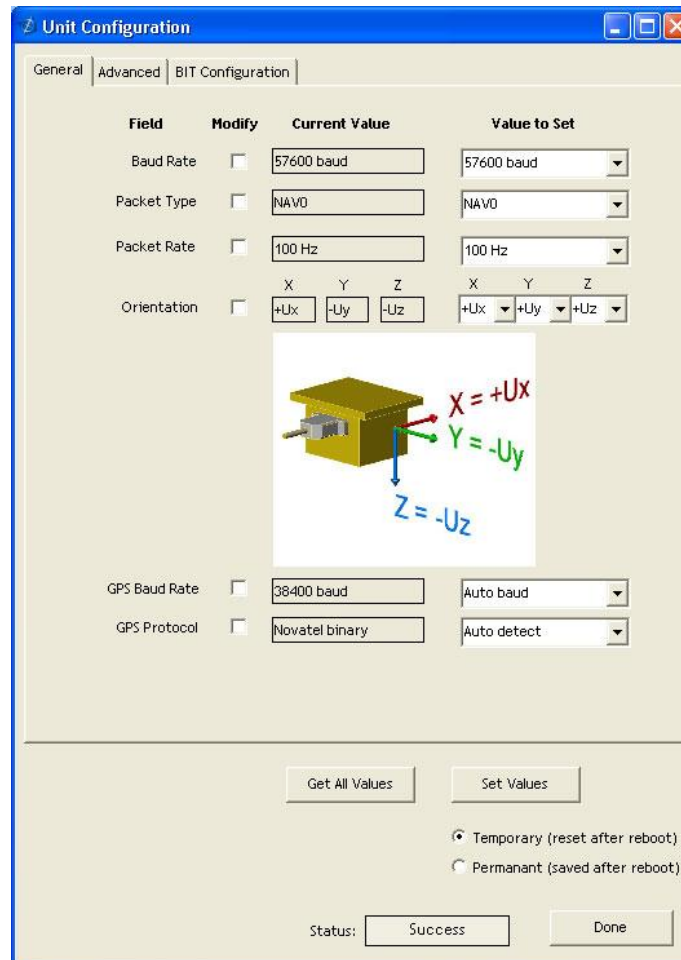 Unit Configuration
General Advanced BIT Configuration
Field Modify Current Value Value to Set
Baud Rate 57600 baud 57600 baud
Packet Type NAV0 NAV0
Packet Rate 100 Hz 100 Hz
X Y Z X Y Z
Orientation +Ux -Uy -Uz +Ux +Uy +Uz
X = +Ux
Y = -Uy
Z = -Uz
GPS Baud Rate 38400 baud Auto baud
GPS Protocol Novatel binary Auto detect
Get All Values Set Values
Temporary (reset after reboot)
Permanant (saved after reboot)
Status: Success Done